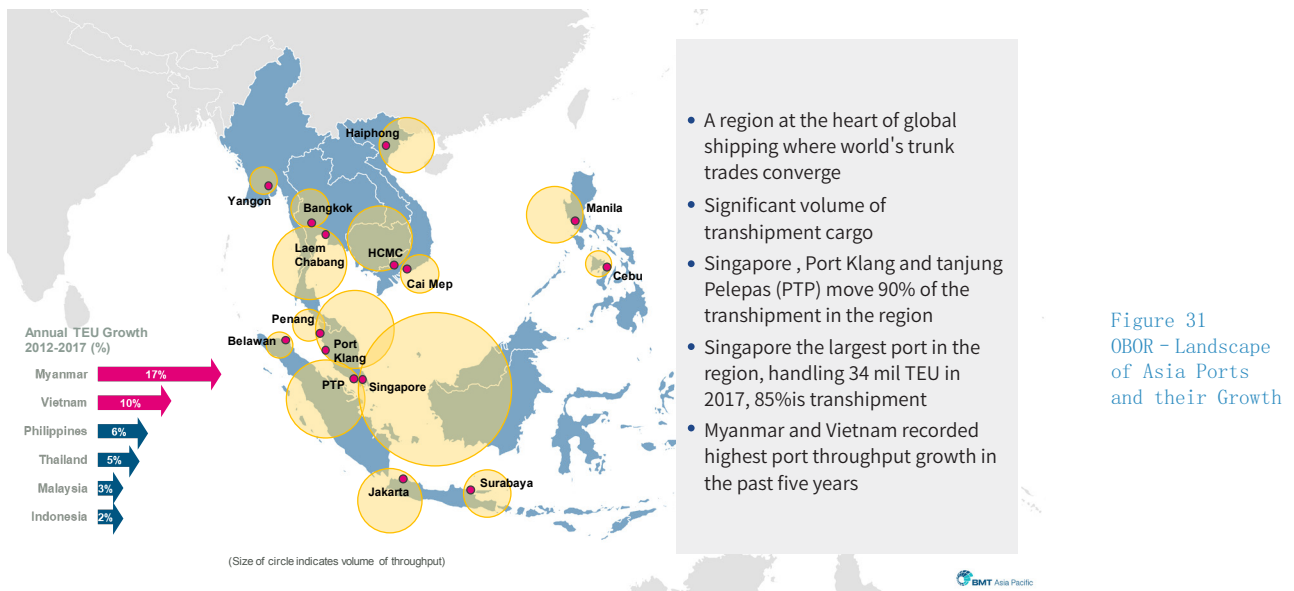 Haiphong
Yangon
Bangkok
Manila
Laem
Chabang
HCMC
Cai Mep
Cebu
Penang
Belawan
Port
Klang
PTP
Singapore
Jakarta
Surabaya
Annual TEU Growth
2012-2017 (%)
Myanmar 17%
Vietnam 10%
Philippines 6%
Thailand 5%
Malaysia 3%
Indonesia 2%
(Size of circle indicates volume of throughput)
• A region at the heart of global
shipping where world's trunk
trades converge
• Significant volume of
transhipment cargo
• Singapore , Port Klang and tanjung
Pelepas (PTP) move 90% of the
transhipment in the region
• Singapore the largest port in the
region, handling 34 mil TEU in
2017, 85%is transhipment
• Myanmar and Vietnam recorded
highest port throughput growth in
the past five years
BMT Asia Pacific
Figure 31
OBOR－Landscape
of Asia Ports
and their Growth